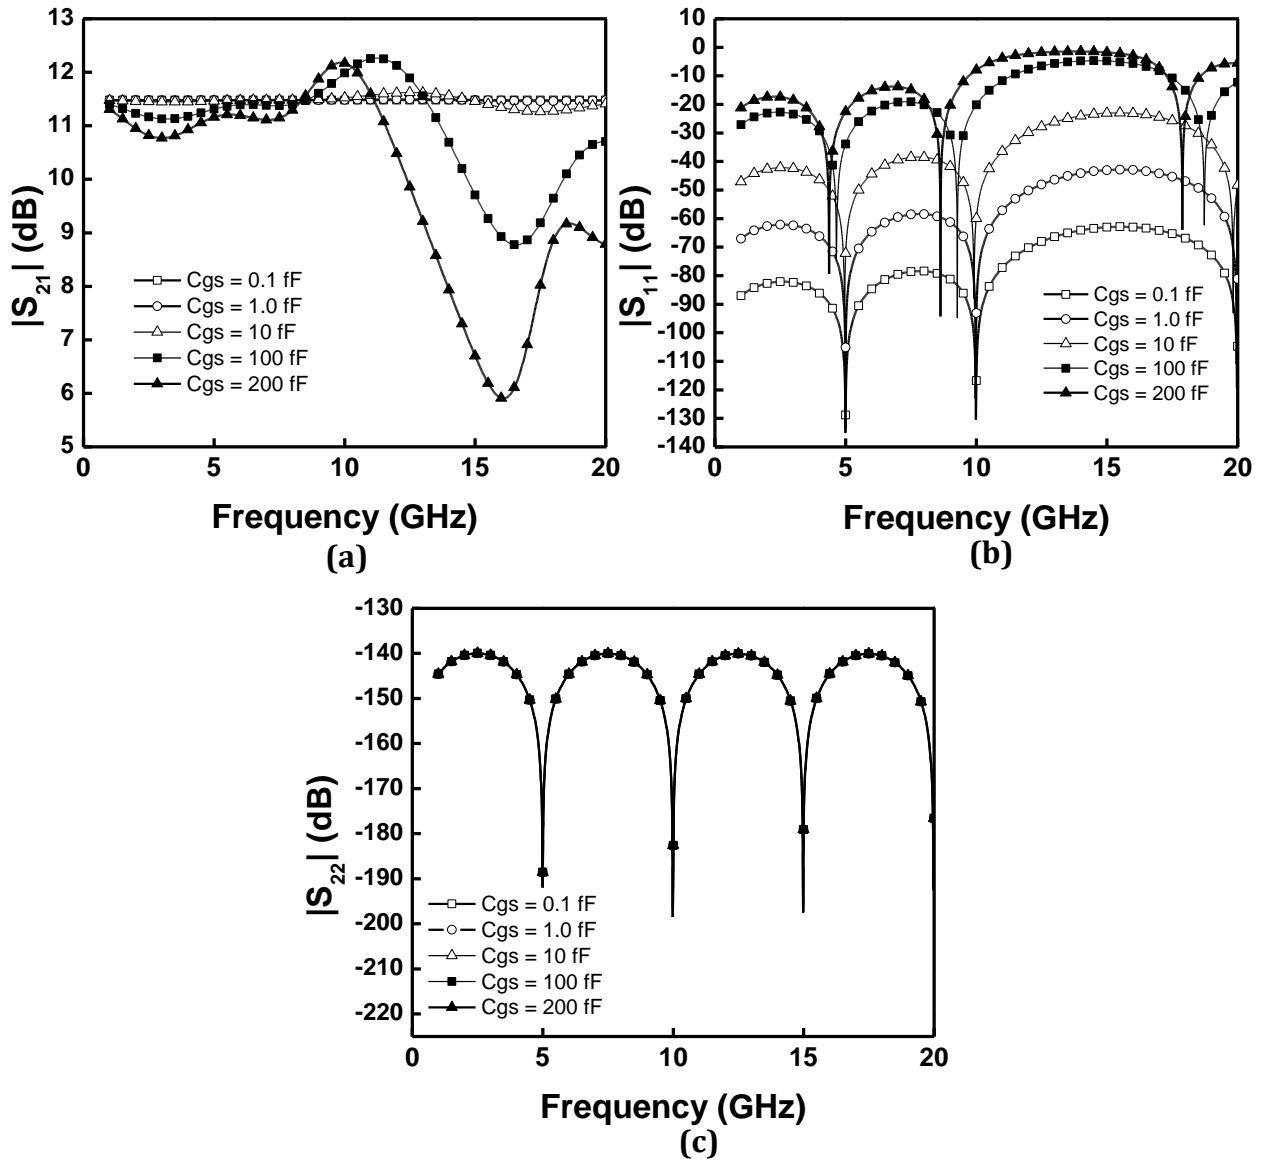 13
12
11
10
9
8
7
6
5
|S21| (dB)
Cgs = 0.1 fF
Cgs = 1.0 fF
Cgs = 10 fF
Cgs = 100 fF
Cgs = 200 fF
0 5 10 15 20
Frequency (GHz)
(a)
10
0
-10
-20
-30
-40
-50
-60
-70
-80
-90
-100
-110
-120
-130
-140
|S11| (dB)
Cgs = 0.1 fF
Cgs = 1.0 fF
Cgs = 10 fF
Cgs = 100 fF
Cgs = 200 fF
0 5 10 15 20
Frequency (GHz)
(b)
-130
-140
-150
-160
-170
-180
-190
-200
-210
-220
|S22| (dB)
Cgs = 0.1 fF
Cgs = 1.0 fF
Cgs = 10 fF
Cgs = 100 fF
Cgs = 200 fF
0 5 10 15 20
Frequency (GHz)
(c)